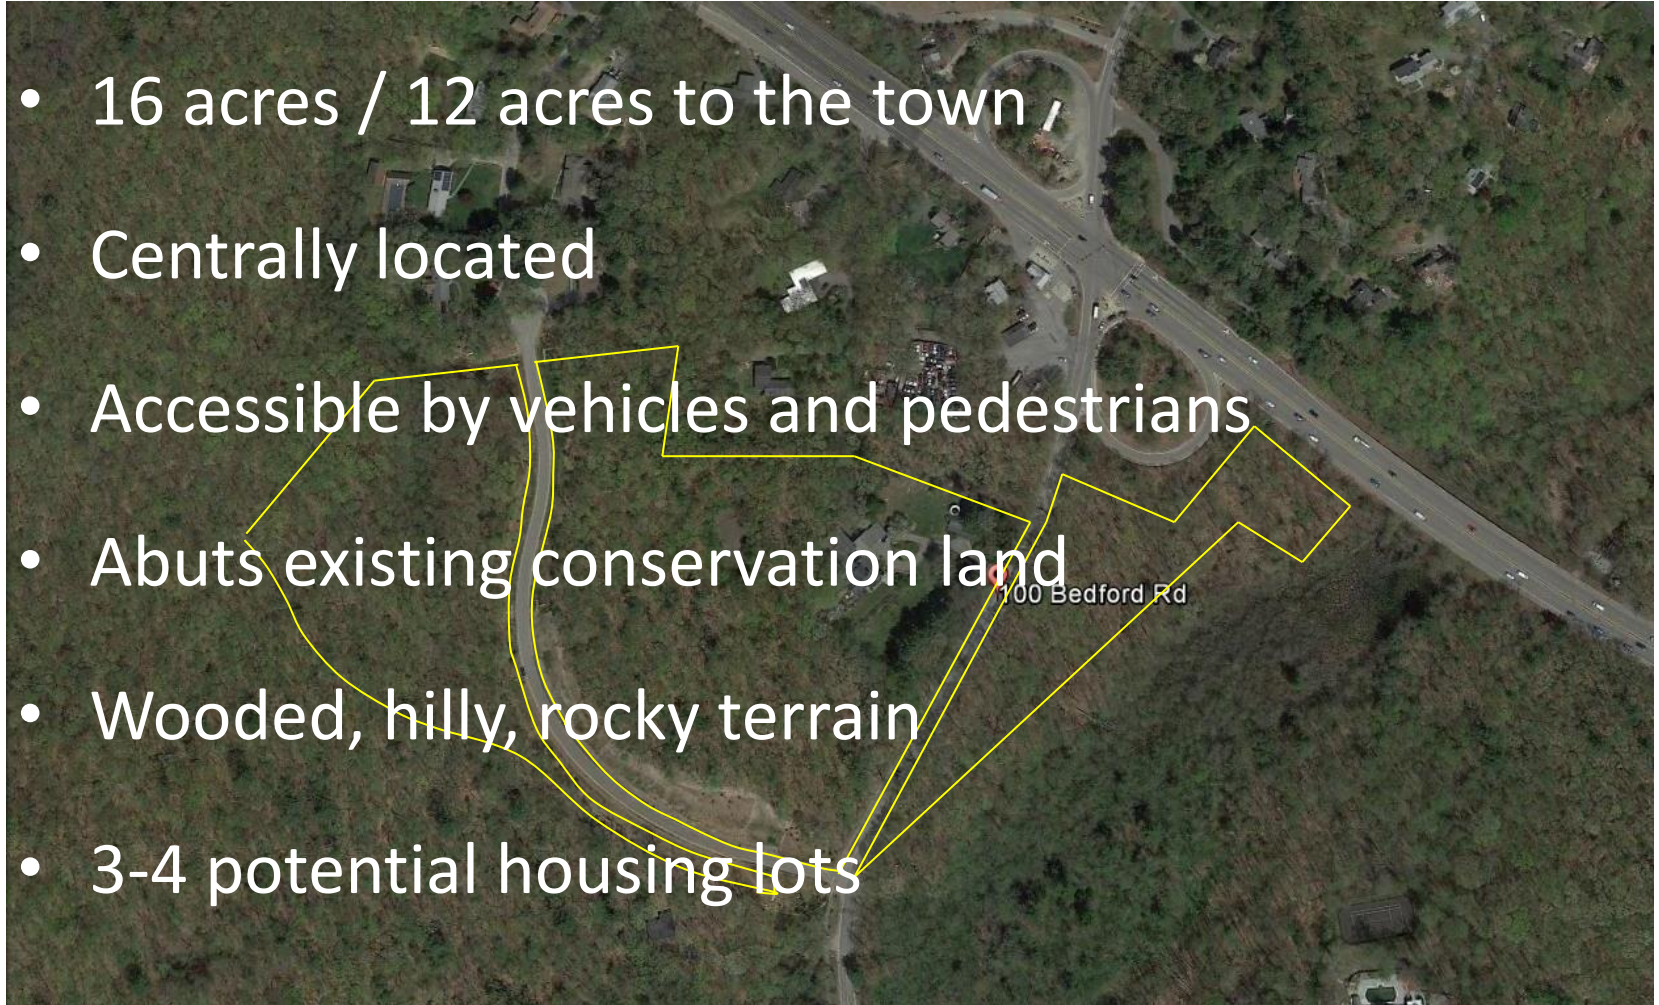 • 16 acres / 12 acres to the town
• Centrally located
• Accessible by vehicles and pedestrians
• Abuts existing conservation land
100 Bedford Rd
• Wooded, hilly, rocky terrain
• 3-4 potential housing lots